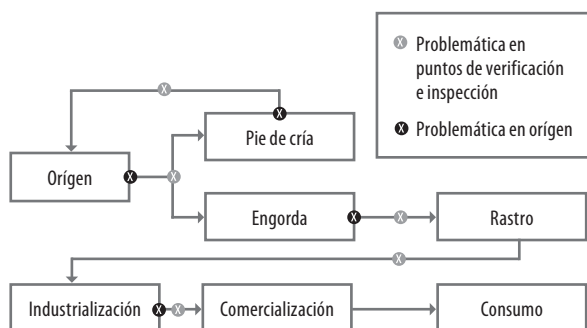 X Problemática en
puntos de verificación
e inspección
X Problemática en orígen
X
X
Pie de cría
Orígen
X
X
Engorda
X
X
Rastro
X
Industrialización
X
X
Comercialización
Consumo